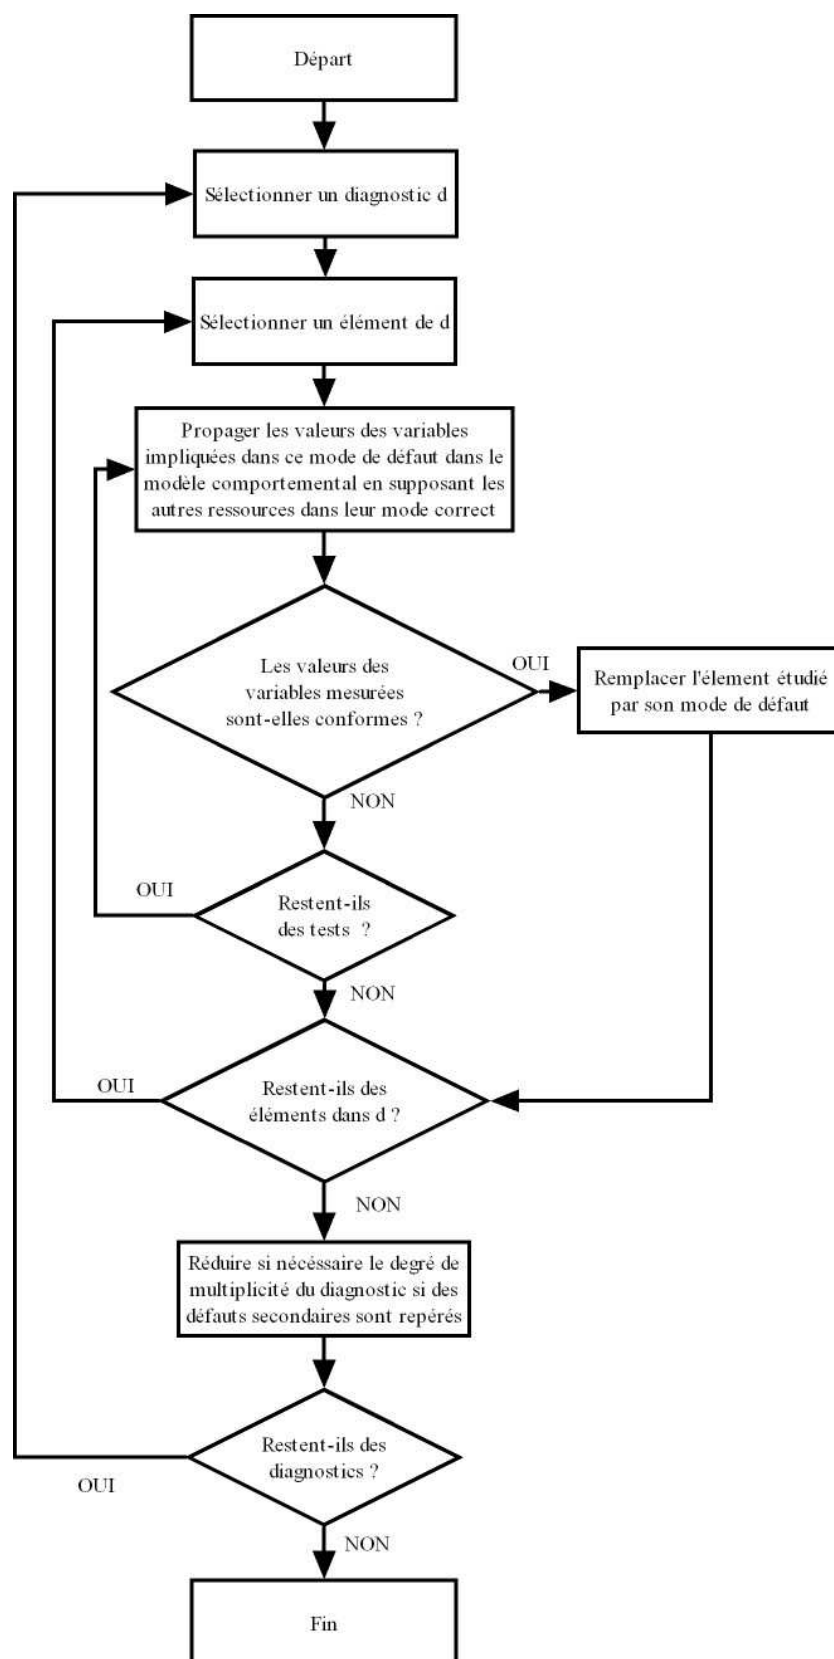 Départ
Sélectionner un diagnostic d
Sélectionner un élément de d
Propager les valeurs des variables
impliquées dans ce mode de défaut dans le
modèle comportemental en supposant les
autres ressources dans leur mode correct
Les valeurs des
variables mesurées
sont-elles conformes ?
OUI
Remplacer l'élement étudié
par son mode de défaut
NON
OUI
Restent-ils
des tests ?
NON
OUI
Restent-ils des
éléments dans d ?
NON
Réduire si nécéssaire le degré de
multiplicité du diagnostic si des
défauts secondaires sont repérés
Restent-ils des
diagnostics ?
OUI
NON
Fin